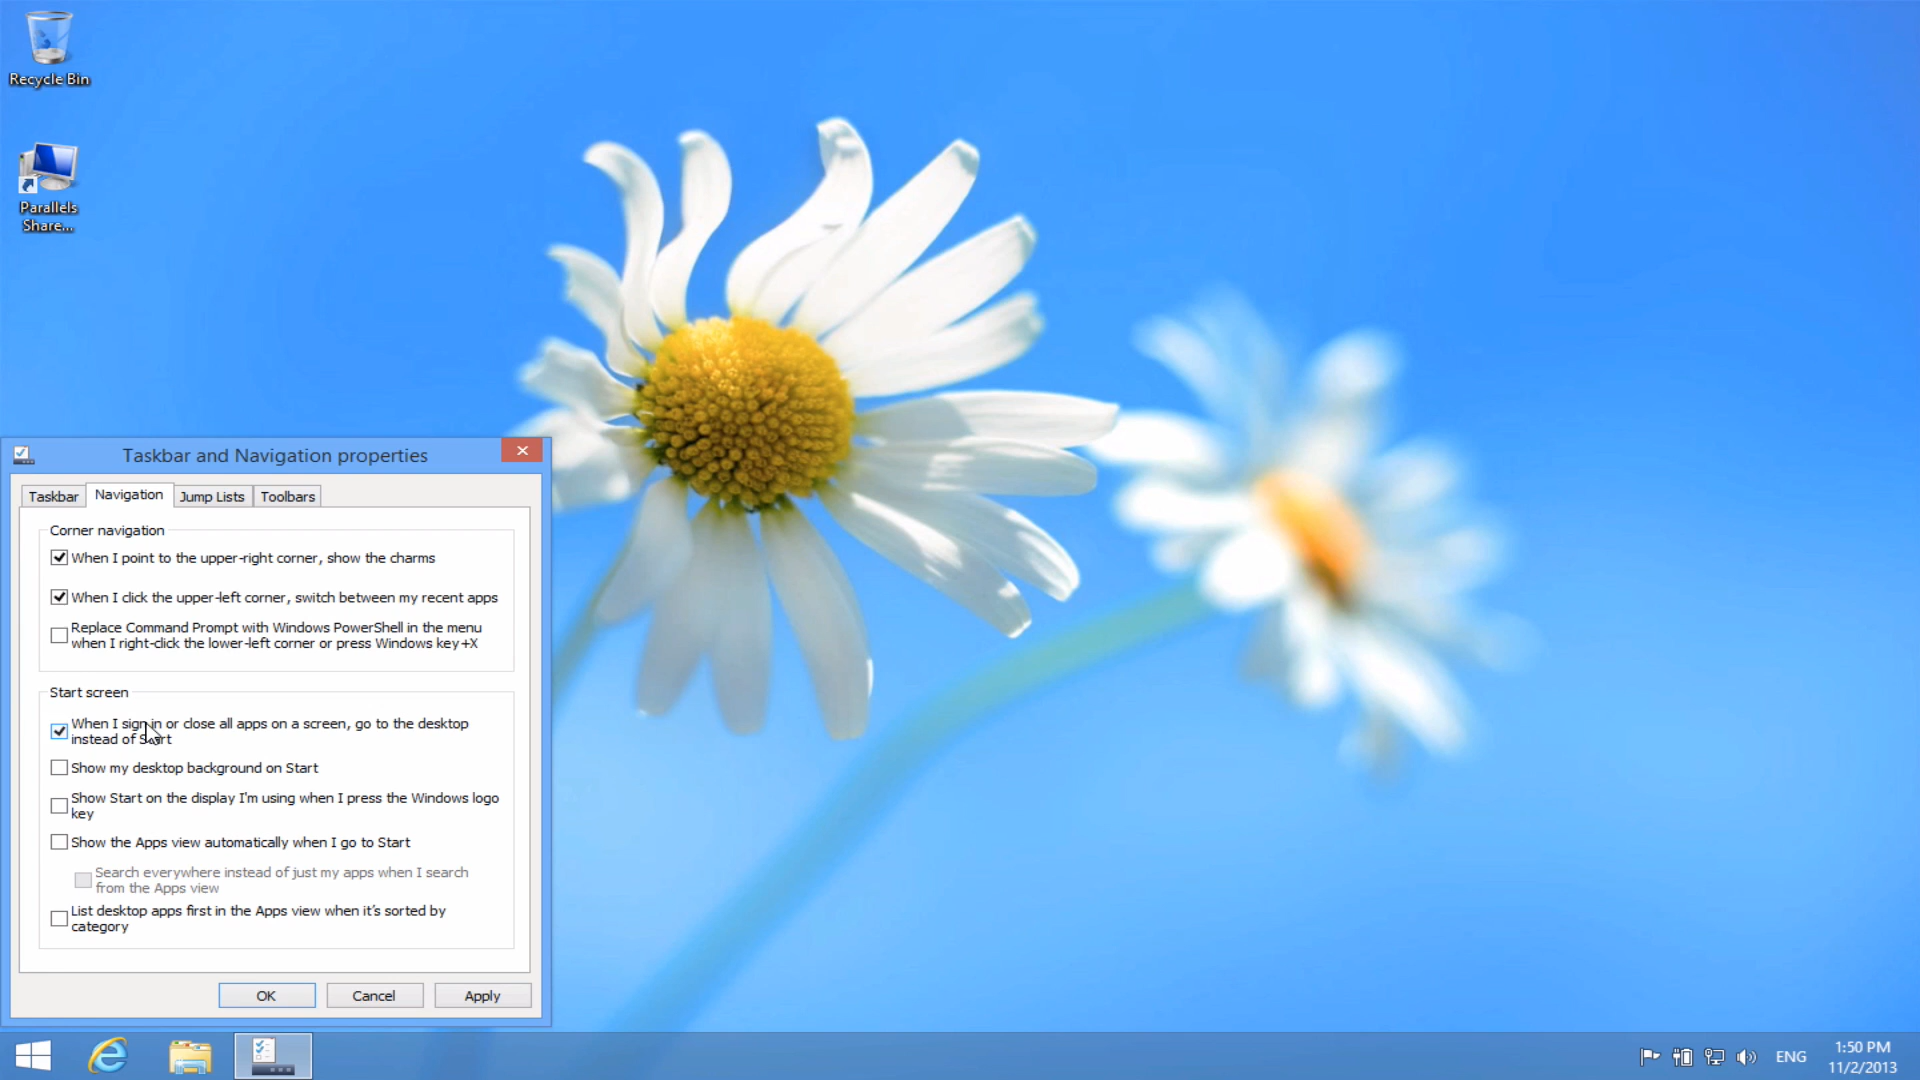 Recycle Bin
Parallels
Share...
Taskbar and Navigation properties
Taskbar
Navigation
Jump Lists
Toolbars
Corner navigation
When I point to the upper-right corner, show the charms
When I click the upper-left corner, switch between my recent apps
Replace Command Prompt with Windows PowerShell in the menu
when I right-click the lower-left corner or press Windows key+X
Start screen
When I sign in or close all apps on a screen, go to the desktop
instead of Start
Show my desktop background on Start
Show Start on the display I'm using when I press the Windows logo
key
Show the Apps view automatically when I go to Start
Search everywhere instead of just my apps when I search
from the Apps view
List desktop apps first in the Apps view when it's sorted by
category
OK
Cancel
Apply
ENG
1:50 PM
11/2/2013